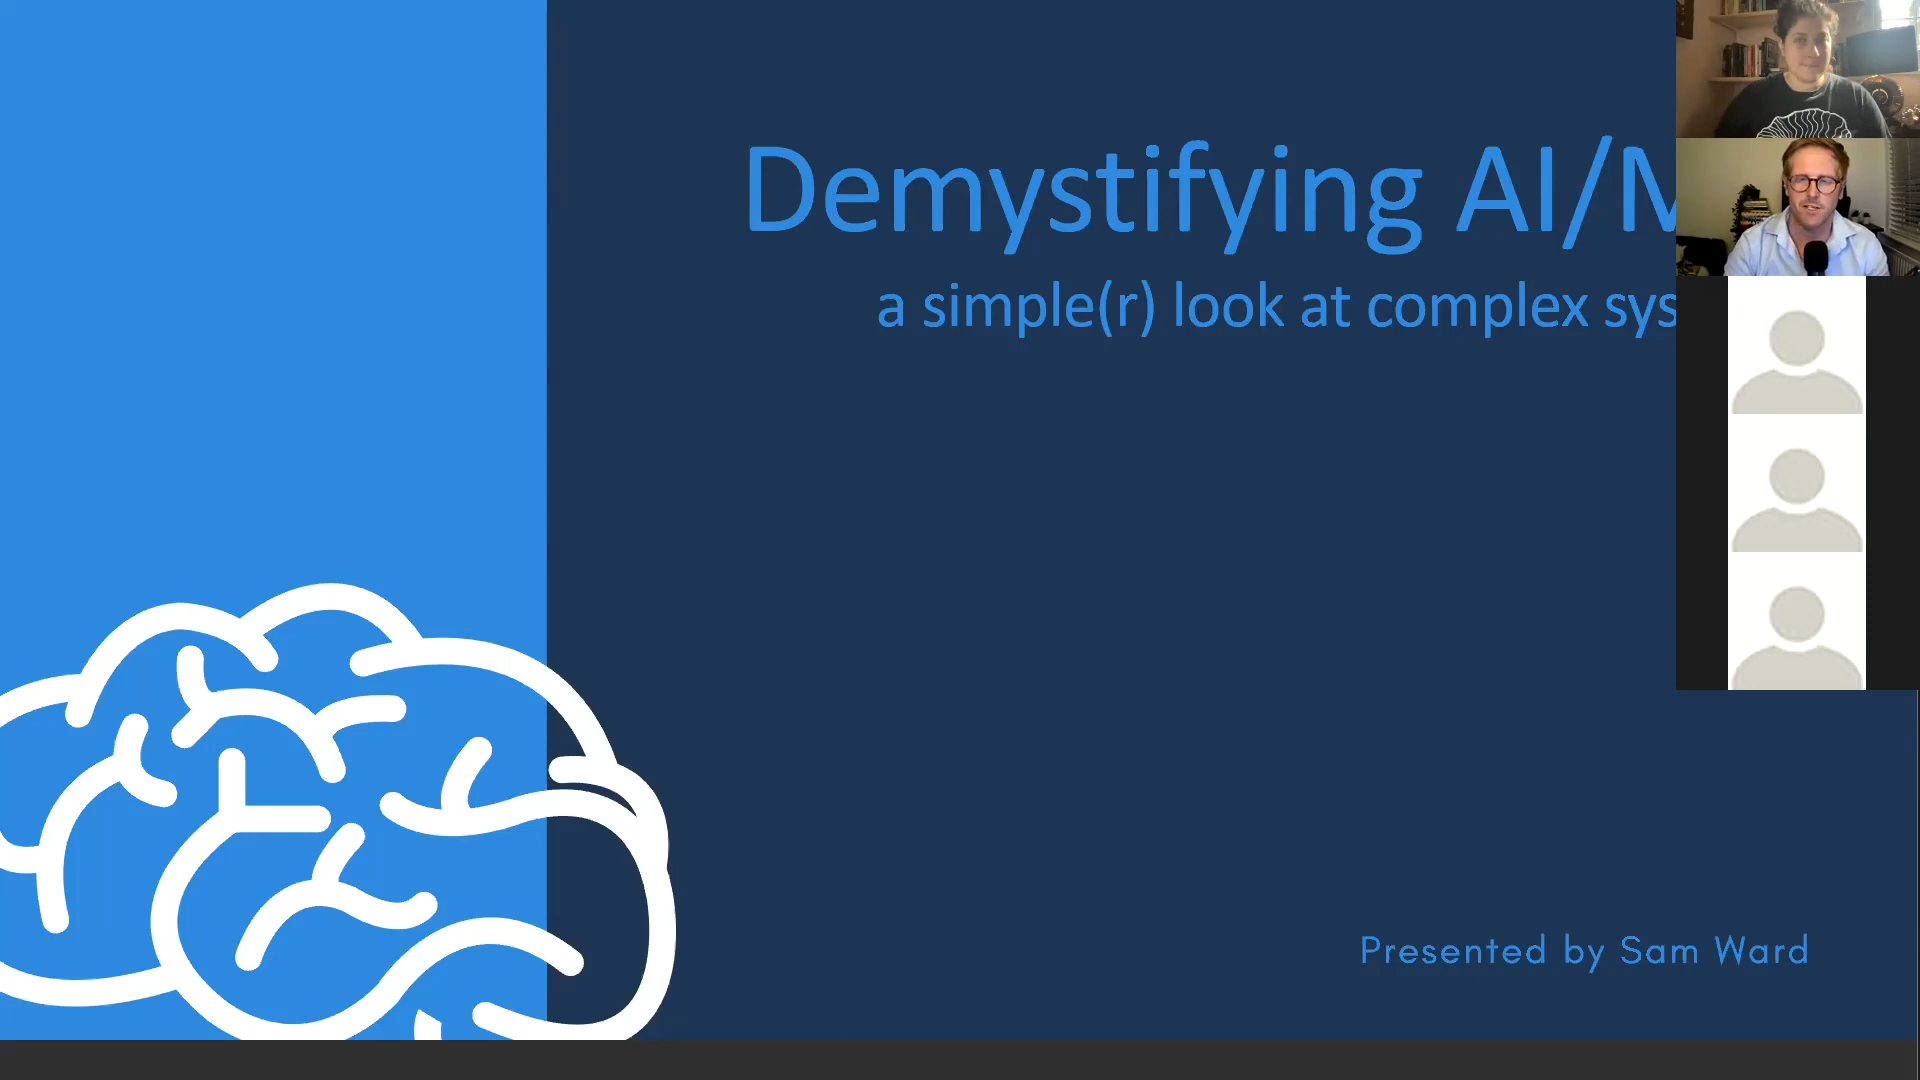 Demystifying AI/M
a simple(r) look at complex sys
Presented by Sam Ward